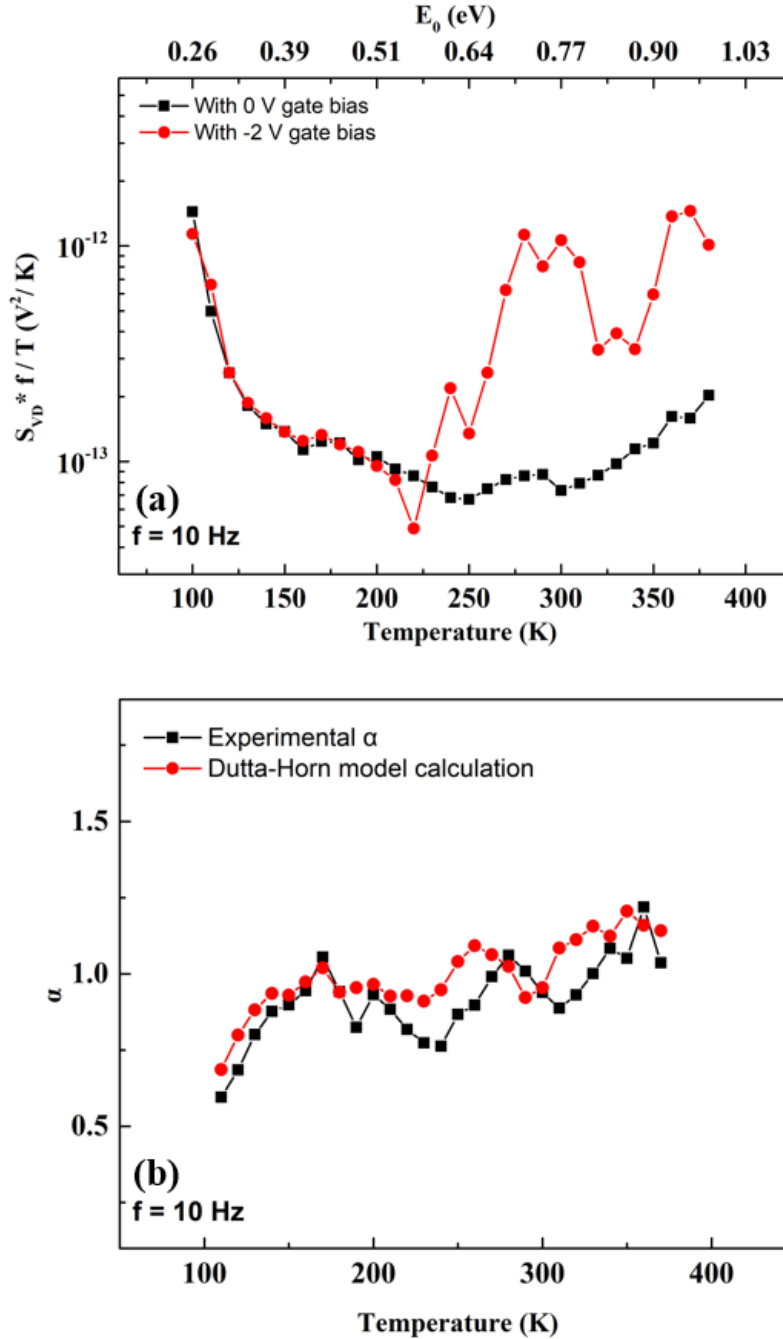 E₀ (eV)
0.26 0.39 0.51 0.64 0.77 0.90 1.03
With 0 V gate bias
With -2 V gate bias
10⁻¹²
10⁻¹³
S_VD * f / T (V²/ K)
(a)
f = 10 Hz
100 150 200 250 300 350 400
Temperature (K)
Experimental α
Dutta-Horn model calculation
1.5
1.0
0.5
α
(b)
f = 10 Hz
100 200 300 400
Temperature (K)